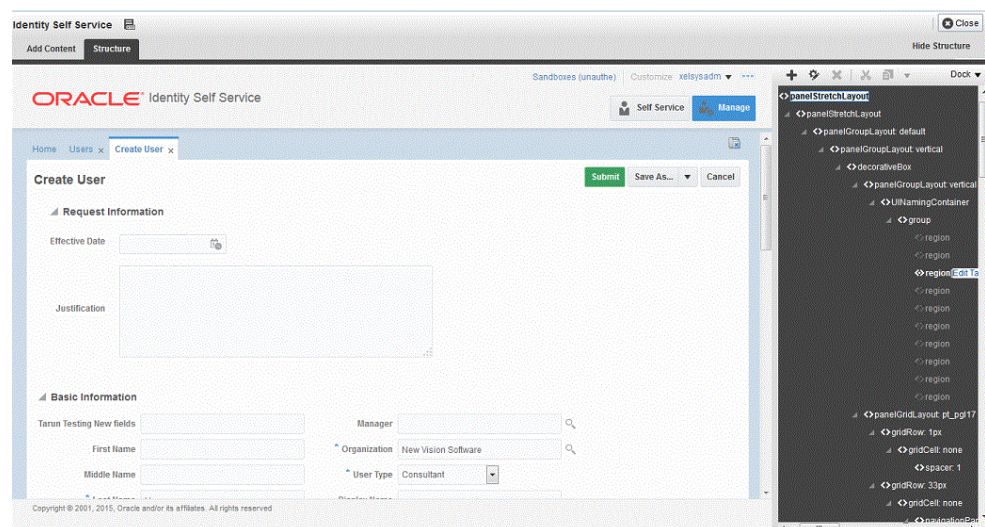 Identity Self Service
Close
Add Content Structure
Hide Structure
Sandboxes (unauthe) Customize xelsysadm
Dock
ORACLE Identity Self Service
Self Service Manage
Home Users x Create User x
Create User
Submit Save As... Cancel
Request Information
Effective Date
Justification
Basic Information
Tarun Testing New fields
Manager
First Name
* Organization New Vision Software
Middle Name
* User Type Consultant
Copyright © 2001, 2015, Oracle and/or its affiliates. All rights reserved
panelStretchLayout
panelStretchLayout
panelGroupLayout: default
panelGroupLayout: vertical
decorativeBox
panelGroupLayout: vertical
UINamingContainer
group
region
region
region Edit Ta
region
region
region
region
region
region
region
panelGridLayout: pt_pgl17
gridRow: 1px
gridCell: none
spacer: 1
gridRow: 33px
gridCell: none